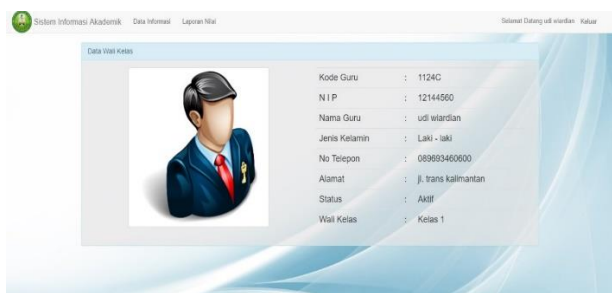 Sistem Informasi Akademik Data Informasi Laporan Nilai Selamat Datang udi wiardian Keluar
Data Wali Kelas
Kode Guru : 1124C
N I P : 12144560
Nama Guru : udi wiardian
Jenis Kelamin : Laki - laki
No Telepon : 089693460600
Alamat : jl. trans kalimantan
Status : Aktif
Wali Kelas : Kelas 1